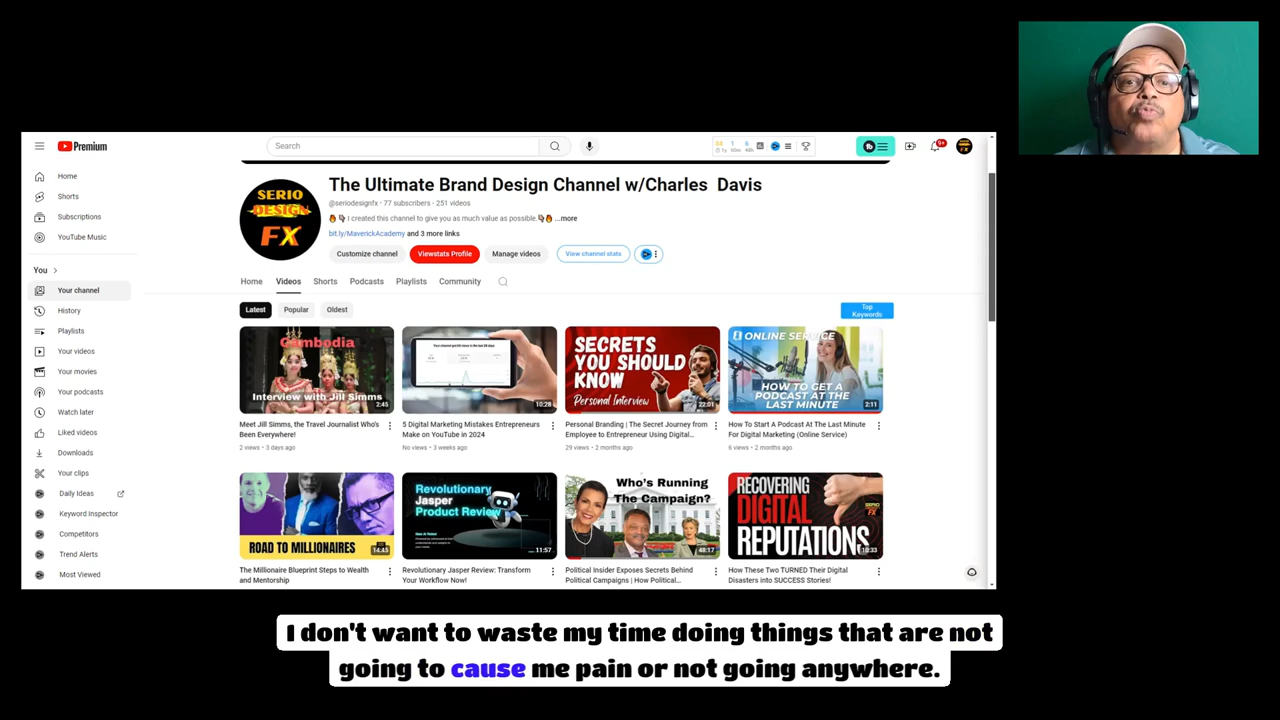 Premium
Search
9+
The Ultimate Brand Design Channel w/Charles Davis
@seriodesignfx • 77 subscribers • 251 videos
I created this channel to give you as much value as possible. ...more
bit.ly/MaverickAcademy and 3 more links
Customize channel
Viewstats Profile
Manage videos
View channel stats
Home
Videos
Shorts
Podcasts
Playlists
Community
Latest
Popular
Oldest
Top
Keywords
Home
Shorts
Subscriptions
YouTube Music
You
Your channel
History
Playlists
Your videos
Your movies
Your podcasts
Watch later
Liked videos
Downloads
Your clips
Daily Ideas
Keyword Inspector
Competitors
Trend Alerts
Most Viewed
SERIO
DESIGN
FX
Cambodia
Interview with Jill Simms
2:45
Meet Jill Simms, the Travel Journalist Who's
Been Everywhere!
2 views • 3 days ago
10:28
5 Digital Marketing Mistakes Entrepreneurs
Make on YouTube in 2024
No views • 3 weeks ago
SECRETS
YOU SHOULD
KNOW
Personal Interview
22:01
Personal Branding | The Secret Journey from
Employee to Entrepreneur Using Digital...
29 views • 2 months ago
ONLINE SERVICE
HOW TO GET A
PODCAST AT THE
LAST MINUTE
2:11
How To Start A Podcast At The Last Minute
For Digital Marketing (Online Service)
6 views • 2 months ago
ROAD TO MILLIONAIRES
14:45
The Millionaire Blueprint Steps to Wealth
and Mentorship
Revolutionary
Jasper
Product Review
11:57
Revolutionary Jasper Review: Transform
Your Workflow Now!
Who's Running
The Campaign?
48:17
Political Insider Exposes Secrets Behind
Political Campaigns | How Political...
RECOVERING
DIGITAL
REPUTATIONS
SERIO
FX
How These Two TURNED Their Digital
Disasters into SUCCESS Stories!
I don't want to waste my time doing things that are not
going to cause me pain or not going anywhere.